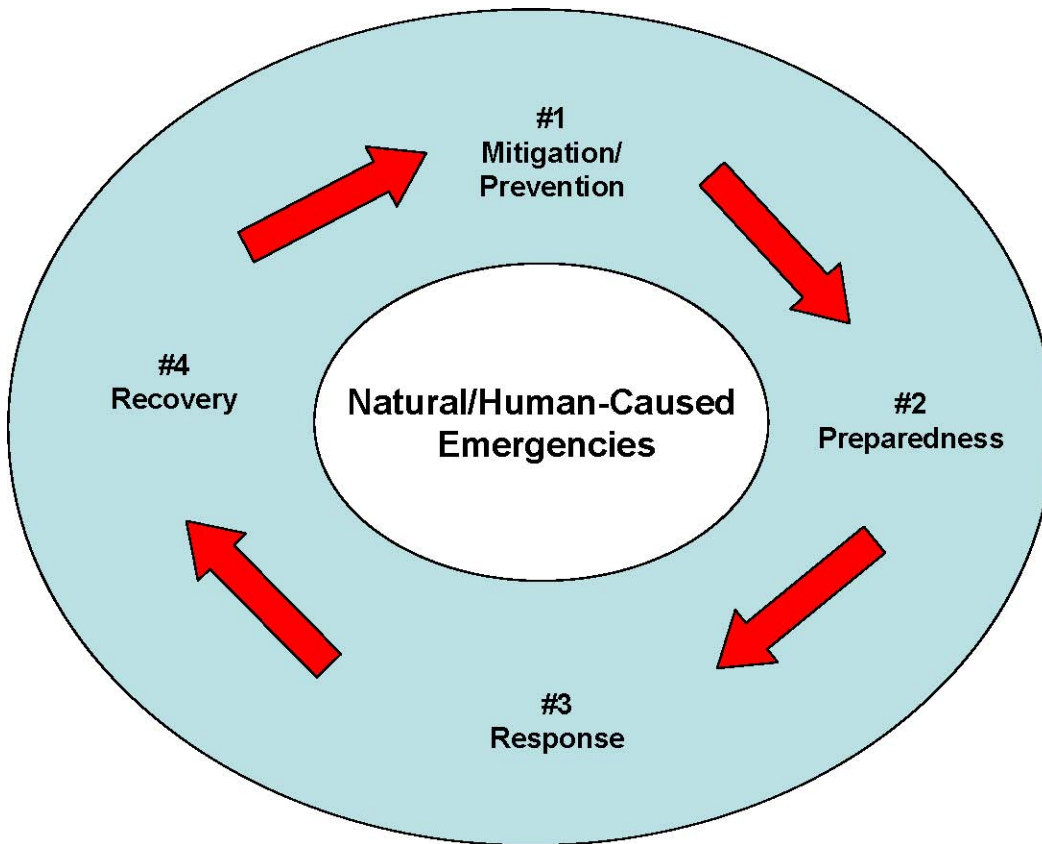 #1
Mitigation/
Prevention
#2
Preparedness
#3
Response
#4
Recovery
Natural/Human-Caused
Emergencies